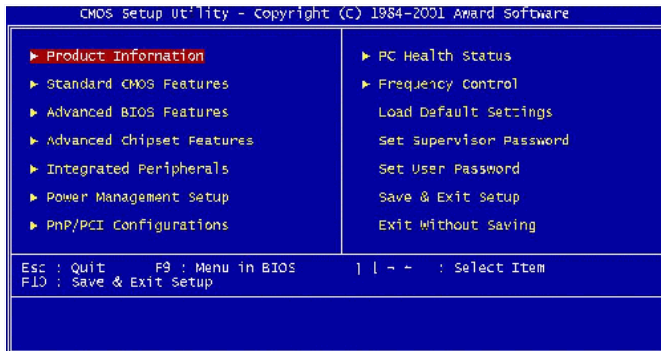 CMOS Setup Utility - Copyright (C) 1984-2001 Award Software
▶ Product Information
▶ Standard CMOS Features
▶ Advanced BIOS Features
▶ Advanced Chipset Features
▶ Integrated Peripherals
▶ Power Management Setup
▶ PnP/PCI Configurations
▶ PC Health Status
▶ Frequency Control
Load Default Settings
Set Supervisor Password
Set User Password
Save & Exit Setup
Exit Without Saving
Esc : Quit F9 : Menu in BIOS : Select Item
F10 : Save & Exit Setup